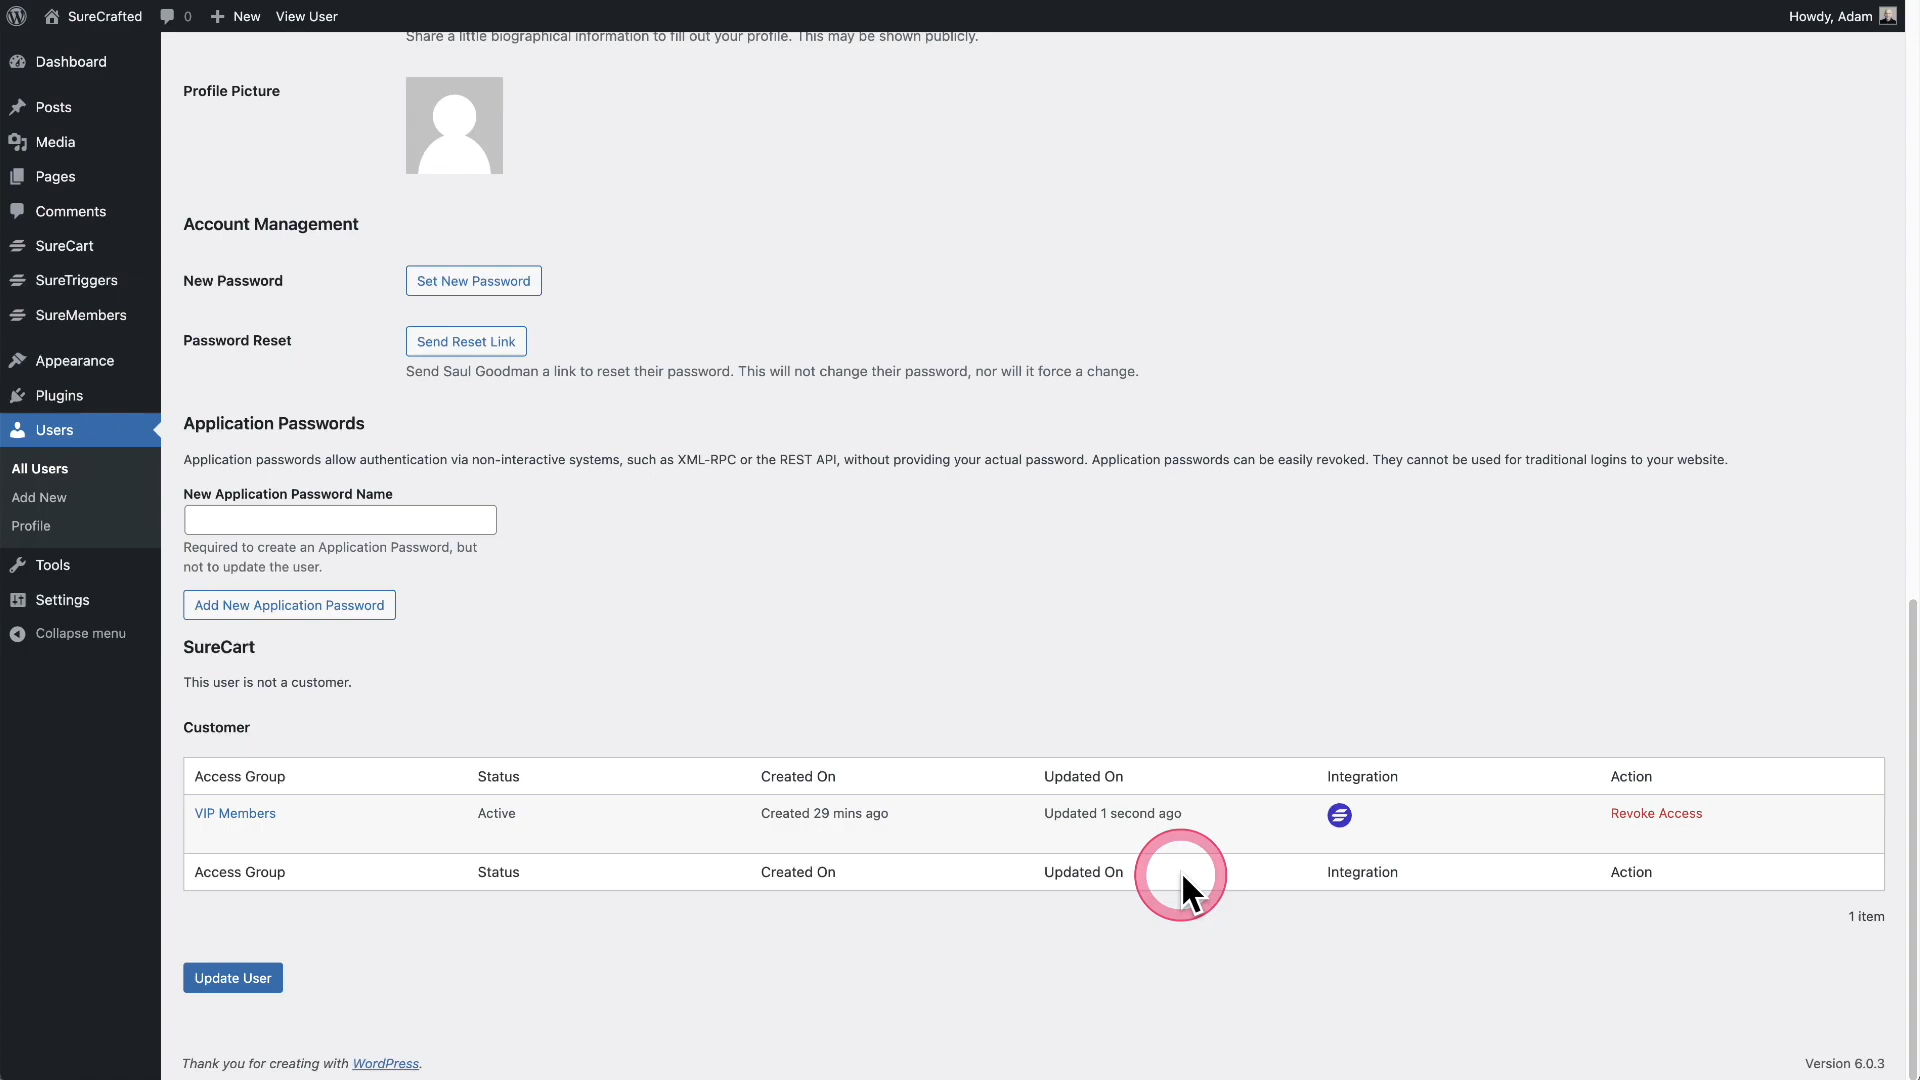 SureCrafted 0 New View User Howdy, Adam
Share a little biographical information to fill out your profile. This may be shown publicly.
Dashboard
Posts
Media
Pages
Comments
SureCart
SureTriggers
SureMembers
Appearance
Plugins
Users
All Users
Add New
Profile
Tools
Settings
Collapse menu
Profile Picture
Account Management
New Password Set New Password
Password Reset Send Reset Link
Send Saul Goodman a link to reset their password. This will not change their password, nor will it force a change.
Application Passwords
Application passwords allow authentication via non-interactive systems, such as XML-RPC or the REST API, without providing your actual password. Application passwords can be easily revoked. They cannot be used for traditional logins to your website.
New Application Password Name
Required to create an Application Password, but
not to update the user.
Add New Application Password
SureCart
This user is not a customer.
Customer
Access Group Status Created On Updated On Integration Action
VIP Members Active Created 29 mins ago Updated 1 second ago Revoke Access
Access Group Status Created On Updated On Integration Action
1 item
Update User
Thank you for creating with WordPress. Version 6.0.3